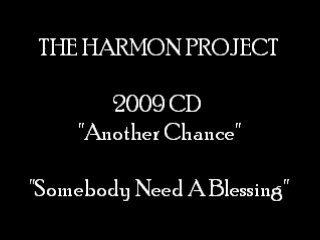 THE HARMON PROJECT
2009 CD
"Another Chance"
"Somebody Need A Blessing"